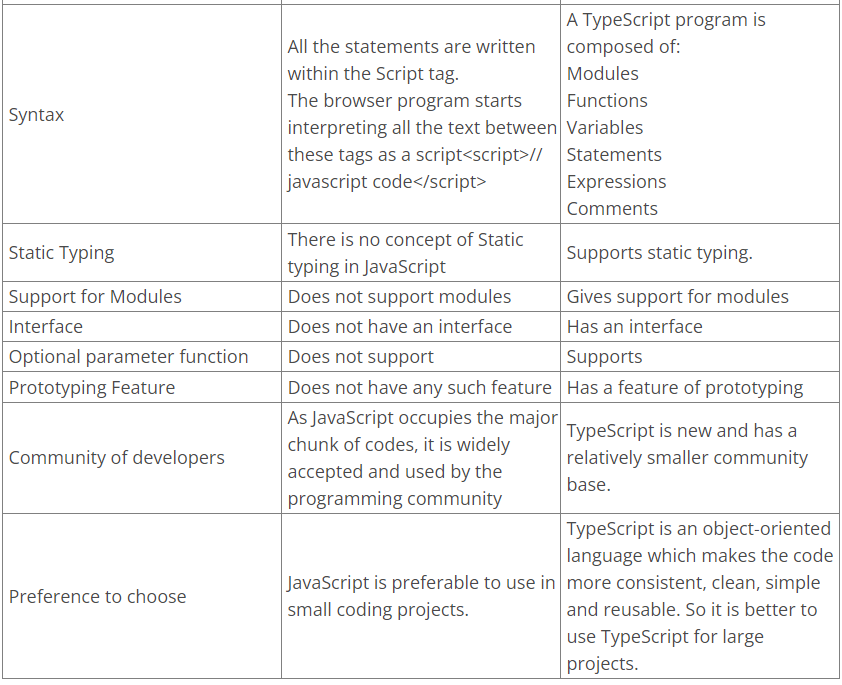 Syntax
All the statements are written
within the Script tag.
The browser program starts
interpreting all the text between
these tags as a script<script>//
javascript code</script>
A TypeScript program is
composed of:
Modules
Functions
Variables
Statements
Expressions
Comments
Static Typing
There is no concept of Static
typing in JavaScript
Supports static typing.
Support for Modules
Does not support modules
Gives support for modules
Interface
Does not have an interface
Has an interface
Optional parameter function
Does not support
Supports
Prototyping Feature
Does not have any such feature
Has a feature of prototyping
Community of developers
As JavaScript occupies the major
chunk of codes, it is widely
accepted and used by the
programming community
TypeScript is new and has a
relatively smaller community
base.
Preference to choose
JavaScript is preferable to use in
small coding projects.
TypeScript is an object-oriented
language which makes the code
more consistent, clean, simple
and reusable. So it is better to
use TypeScript for large
projects.